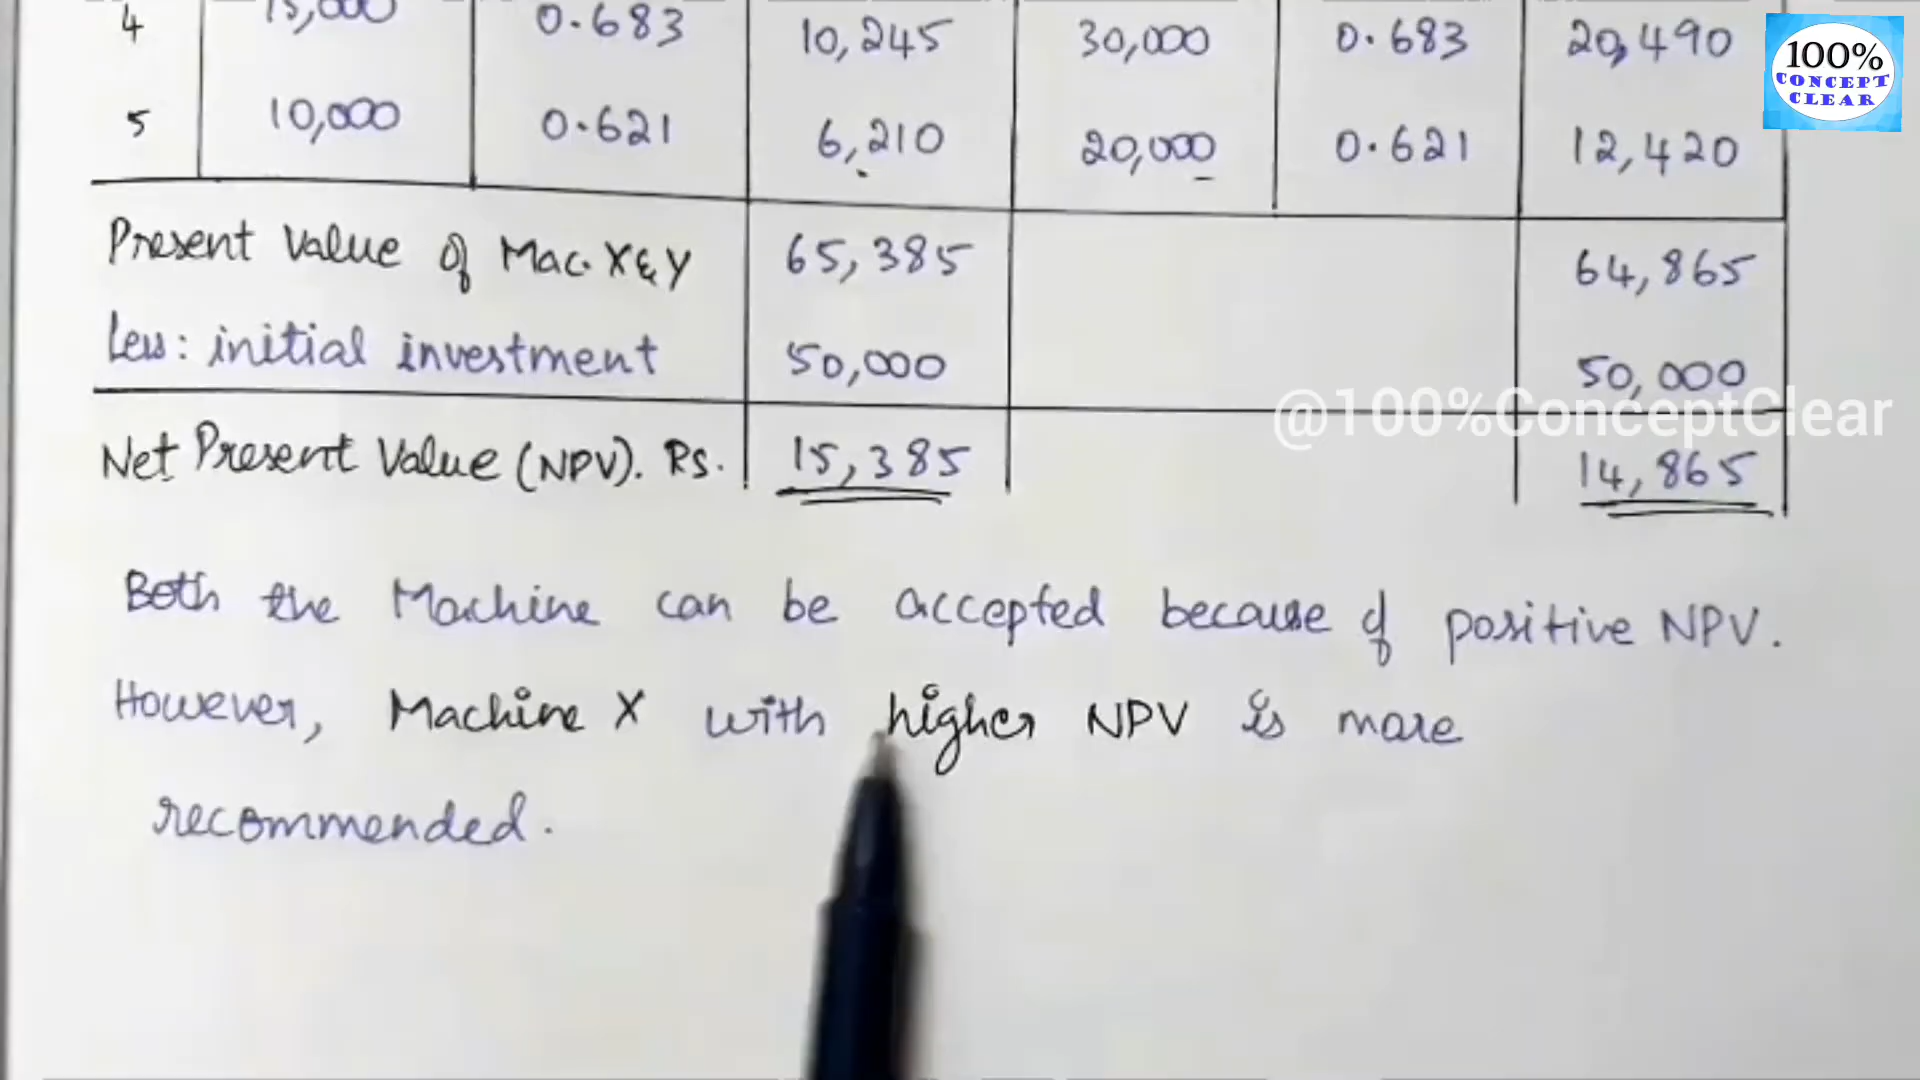 4 15,000 0.683 10,245 30,000 0.683 20,490
5 10,000 0.621 6,210 20,000 0.621 12,420
Present Value of Mac. X & Y 65,385 64,865
Less: initial investment 50,000 50,000
Net Present Value (NPV). Rs. 15,385 14,865
Both the Machine can be accepted because of positive NPV.
However, Machine X with higher NPV is more
recommended.
100%
CONCEPT
CLEAR
@100%ConceptClear